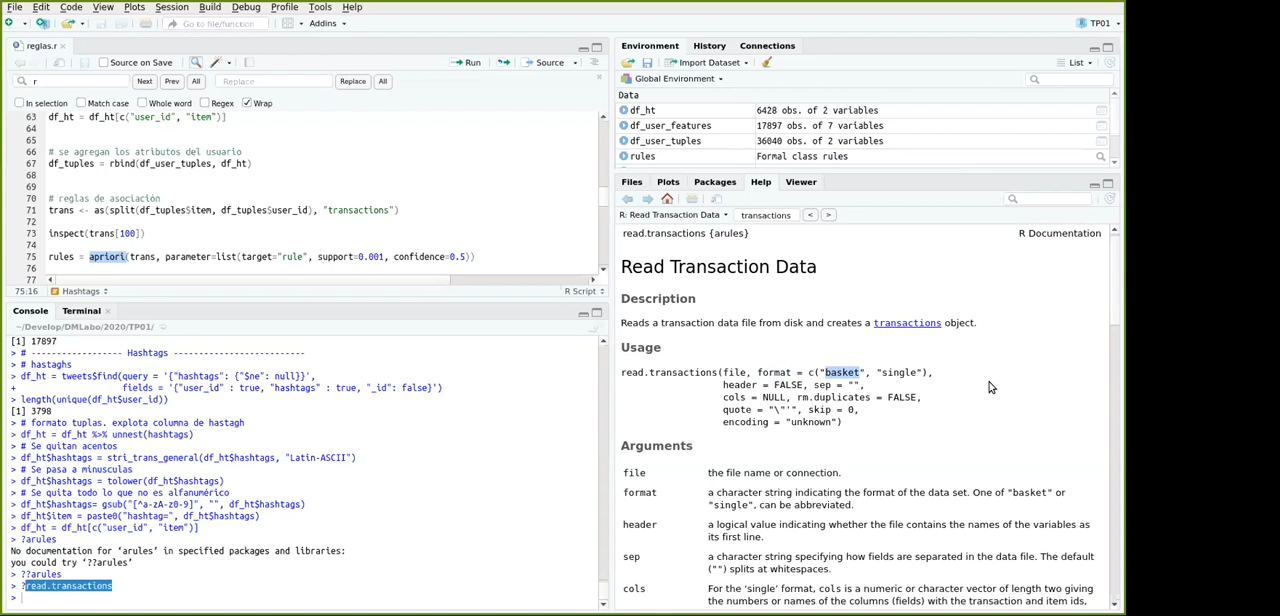 File Edit Code View Plots Session Build Debug Profile Tools Help
Go to file/function Addins TP01
reglas.r
Source on Save Run Source
r Next Prev All Replace Replace All
In selection Match case Whole word Regex Wrap
63 df_ht = df_ht[c("user_id", "item")]
64
65
66 # se agregan los atributos del usuario
67 df_tuples = rbind(df_user_tuples, df_ht)
68
69
70 # reglas de asociación
71 trans <- as(split(df_tuples$item, df_tuples$user_id), "transactions")
72
73 inspect(trans[100])
74
75 rules = apriori(trans, parameter=list(target="rule", support=0.001, confidence=0.5))
76
77
75:16 Hashtags R Script
Console Terminal
~/Develop/DMLabo/2020/TP01/
[1] 17897
> # ------------------ Hashtags --------------------------
> # hastaghs
> df_ht = tweets$find(query = '{"hashtags": {"$ne": null}}',
+ fields = '{"user_id" : true, "hashtags" : true, "_id": false}')
> length(unique(df_ht$user_id))
[1] 3798
> # formato tuplas. explota columna de hastagh
> df_ht = df_ht %>% unnest(hashtags)
> # Se quitan acentos
> df_ht$hashtags = stri_trans_general(df_ht$hashtags, "Latin-ASCII")
> # Se pasa a minusculas
> df_ht$hashtags = tolower(df_ht$hashtags)
> # Se quita todo lo que no es alfanumérico
> df_ht$hashtags= gsub("[^a-zA-Z0-9]", "", df_ht$hashtags)
> df_ht$item = paste0("hashtag=", df_ht$hashtags)
> df_ht = df_ht[c("user_id", "item")]
> ?arules
No documentation for ‘arules’ in specified packages and libraries:
you could try ‘??arules’
> ??arules
> ?read.transactions
>
Environment History Connections
Import Dataset List
Global Environment
Data
df_ht 6428 obs. of 2 variables
df_user_features 17897 obs. of 7 variables
df_user_tuples 36040 obs. of 2 variables
rules Formal class rules
Files Plots Packages Help Viewer
R: Read Transaction Data transactions < >
read.transactions {arules} R Documentation
Read Transaction Data
Description
Reads a transaction data file from disk and creates a transactions object.
Usage
read.transactions(file, format = c("basket", "single"),
header = FALSE, sep = "",
cols = NULL, rm.duplicates = FALSE,
quote = "\"'", skip = 0,
encoding = "unknown")
Arguments
file the file name or connection.
format a character string indicating the format of the data set. One of "basket" or
"single", can be abbreviated.
header a logical value indicating whether the file contains the names of the variables as
its first line.
sep a character string specifying how fields are separated in the data file. The default
("") splits at whitespaces.
cols For the ‘single’ format, cols is a numeric or character vector of length two giving
the numbers or names of the columns (fields) with the transaction and item ids,